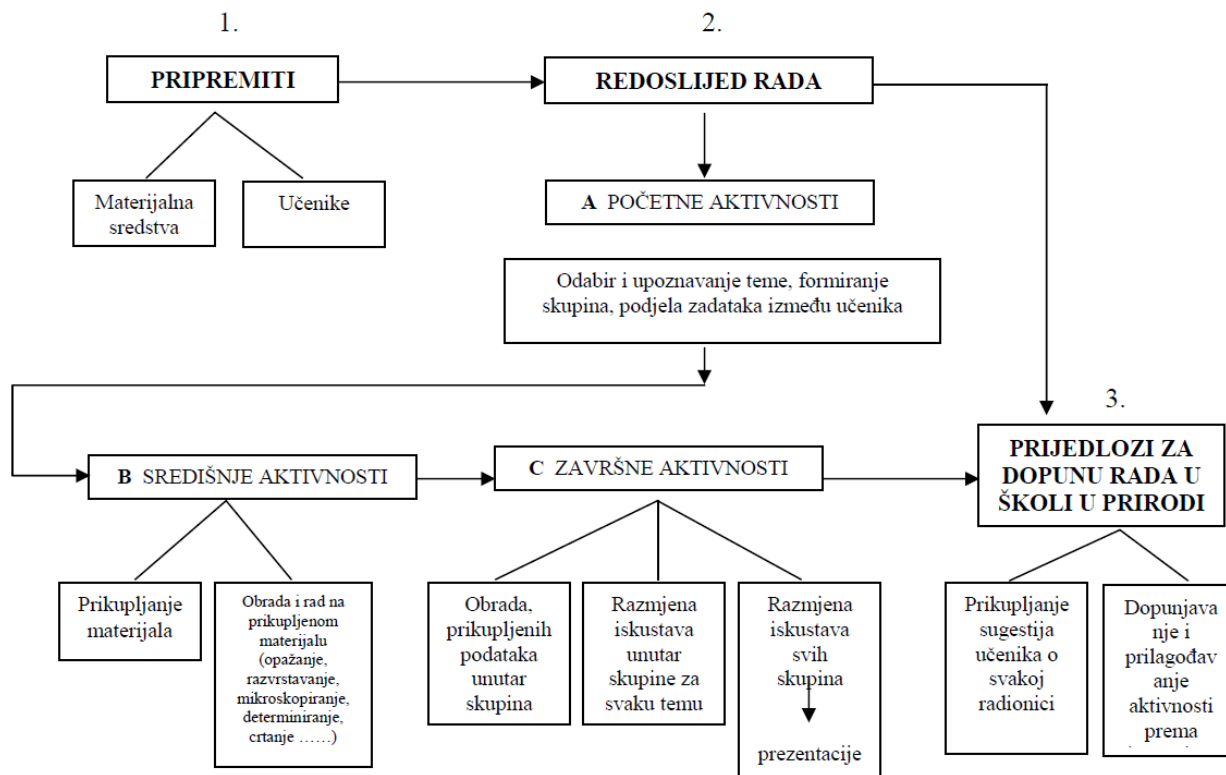 1.
PRIPREMITI
Materijalna
sredstva
Učenike
2.
REDOSLIJED RADA
A POČETNE AKTIVNOSTI
Odabir i upoznavanje teme, formiranje
skupina, podjela zadataka između učenika
B SREDIŠNJE AKTIVNOSTI
Prikupljanje
materijala
Obrada i rad na
prikupljenom
materijalu
(opažanje,
razvrstavanje,
mikroskopiranje,
determiniranje,
crtanje ……)
C ZAVRŠNE AKTIVNOSTI
Obrada,
prikupljenih
podataka
unutar
skupina
Razmjena
iskustava
unutar
skupine za
svaku temu
Razmjena
iskustava
svih
skupina
prezentacije
3.
PRIJEDLOZI ZA
DOPUNU RADA U
ŠKOLI U PRIRODI
Prikupljanje
sugestija
učenika o
svakoj
radionici
Dopunjava
nje i
prilagođav
anje
aktivnosti
prema